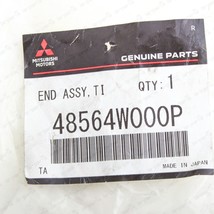 MITSUBISHI
MOTORS
GENUINE PARTS
END ASSY,TI QTY:1
48564W000P
TA
MADE IN JAPAN